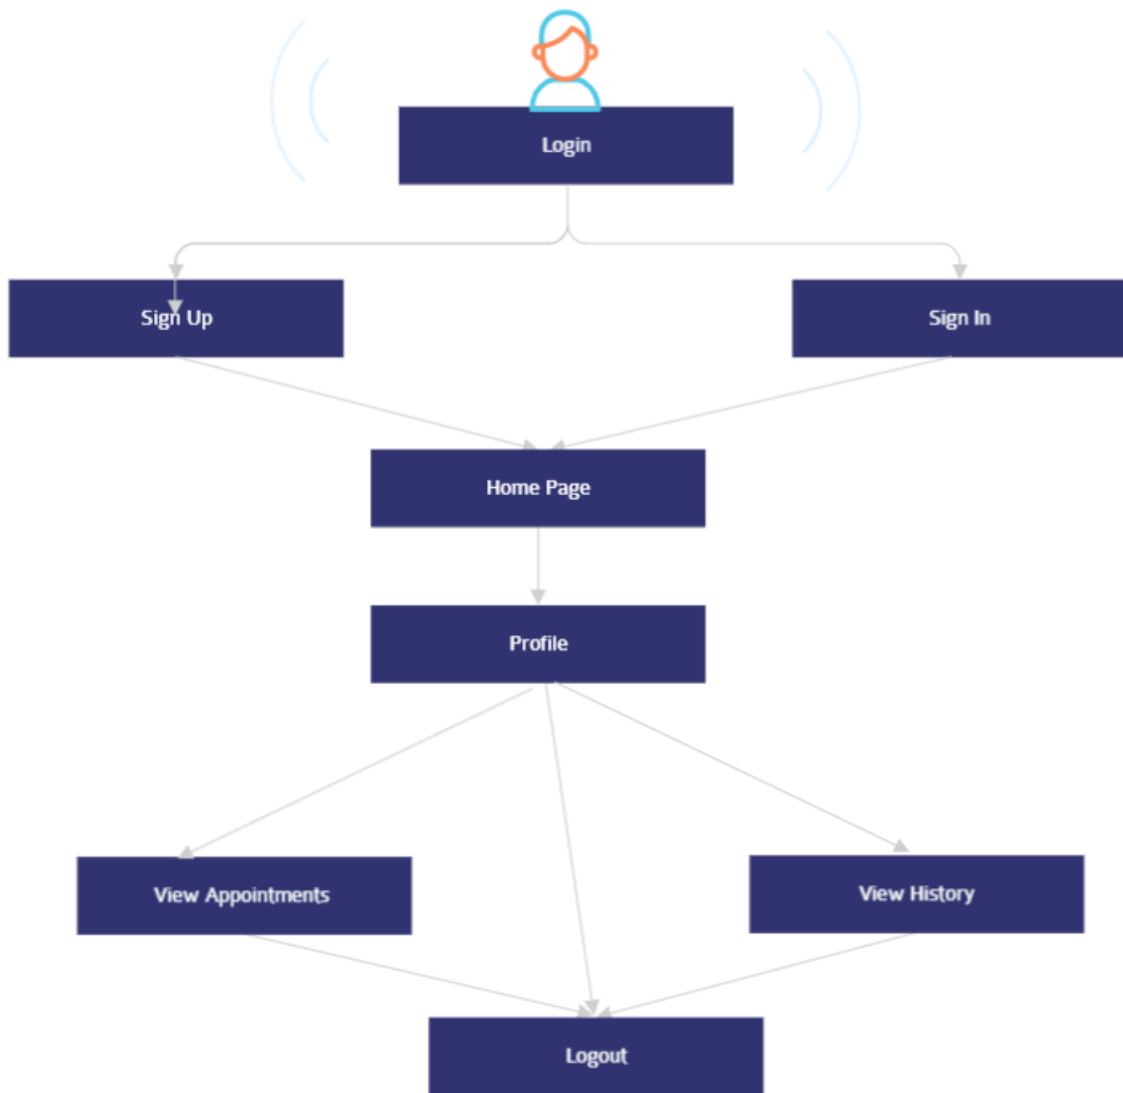 Login
Sign Up
Sign In
Home Page
Profile
View Appointments
View History
Logout